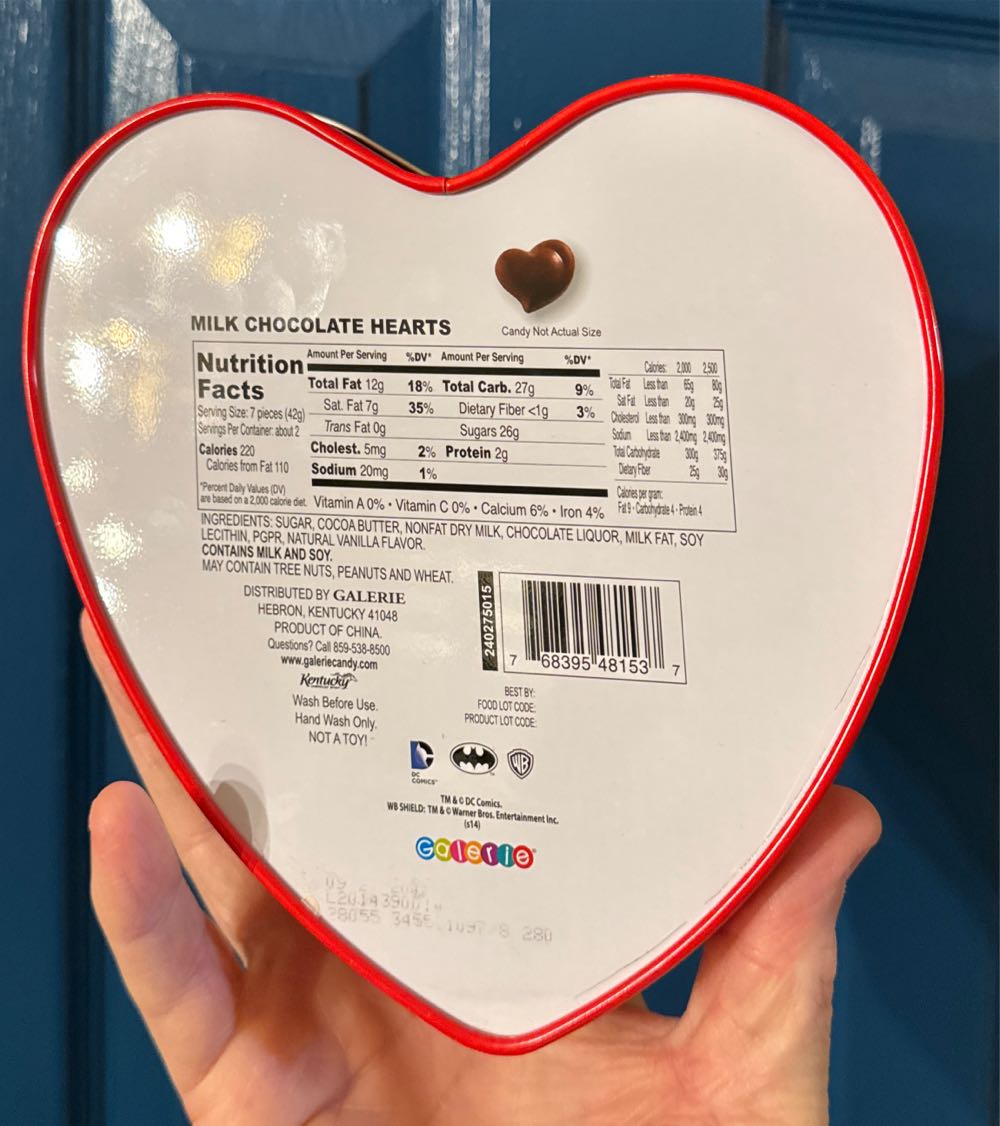 MILK CHOCOLATE HEARTS
Candy Not Actual Size
Nutrition Facts
Serving Size: 7 pieces (42g)
Servings Per Container: about 2
Calories 220
Calories from Fat 110
*Percent Daily Values (DV)
are based on a 2,000 calorie diet.
Amount Per Serving %DV* Amount Per Serving %DV*
Total Fat 12g 18% Total Carb. 27g 9%
Sat. Fat 7g 35% Dietary Fiber <1g 3%
Trans Fat 0g Sugars 26g
Cholest. 5mg 2% Protein 2g
Sodium 20mg 1%
Vitamin A 0% • Vitamin C 0% • Calcium 6% • Iron 4%
Calories: 2,000 2,500
Total Fat Less than 65g 80g
Sat Fat Less than 20g 25g
Cholesterol Less than 300mg 300mg
Sodium Less than 2,400mg 2,400mg
Total Carbohydrate 300g 375g
Dietary Fiber 25g 30g
Calories per gram:
Fat 9 • Carbohydrate 4 • Protein 4
INGREDIENTS: SUGAR, COCOA BUTTER, NONFAT DRY MILK, CHOCOLATE LIQUOR, MILK FAT, SOY
LECITHIN, PGPR, NATURAL VANILLA FLAVOR.
CONTAINS MILK AND SOY.
MAY CONTAIN TREE NUTS, PEANUTS AND WHEAT.
DISTRIBUTED BY GALERIE
HEBRON, KENTUCKY 41048
PRODUCT OF CHINA.
Questions? Call 859-538-8500
www.galeriecandy.com
Kentucky
Wash Before Use.
Hand Wash Only.
NOT A TOY!
240275015
7 68395 48153 7
BEST BY:
FOOD LOT CODE:
PRODUCT LOT CODE:
DC
COMICS™
WB
TM & © DC Comics.
WB SHIELD: TM & © Warner Bros. Entertainment Inc.
(s14)
Galerie
280